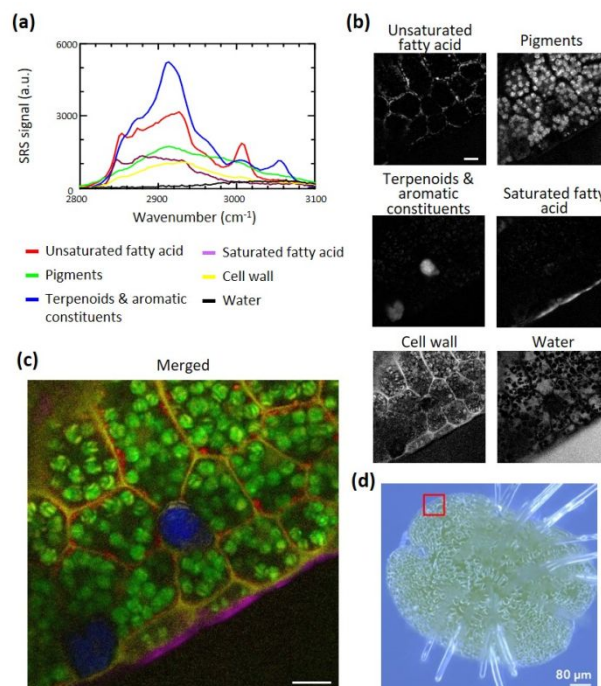 (a)
SRS signal (a.u.)
6000
3000
0
2800
2900
3000
3100
Wavenumber (cm⁻¹)
Unsaturated fatty acid
Pigments
Terpenoids & aromatic
constituents
Saturated fatty acid
Cell wall
Water
(b)
Unsaturated
fatty acid
Pigments
Terpenoids &
aromatic
constituents
Saturated fatty
acid
Cell wall
Water
(c)
Merged
(d)
80 µm